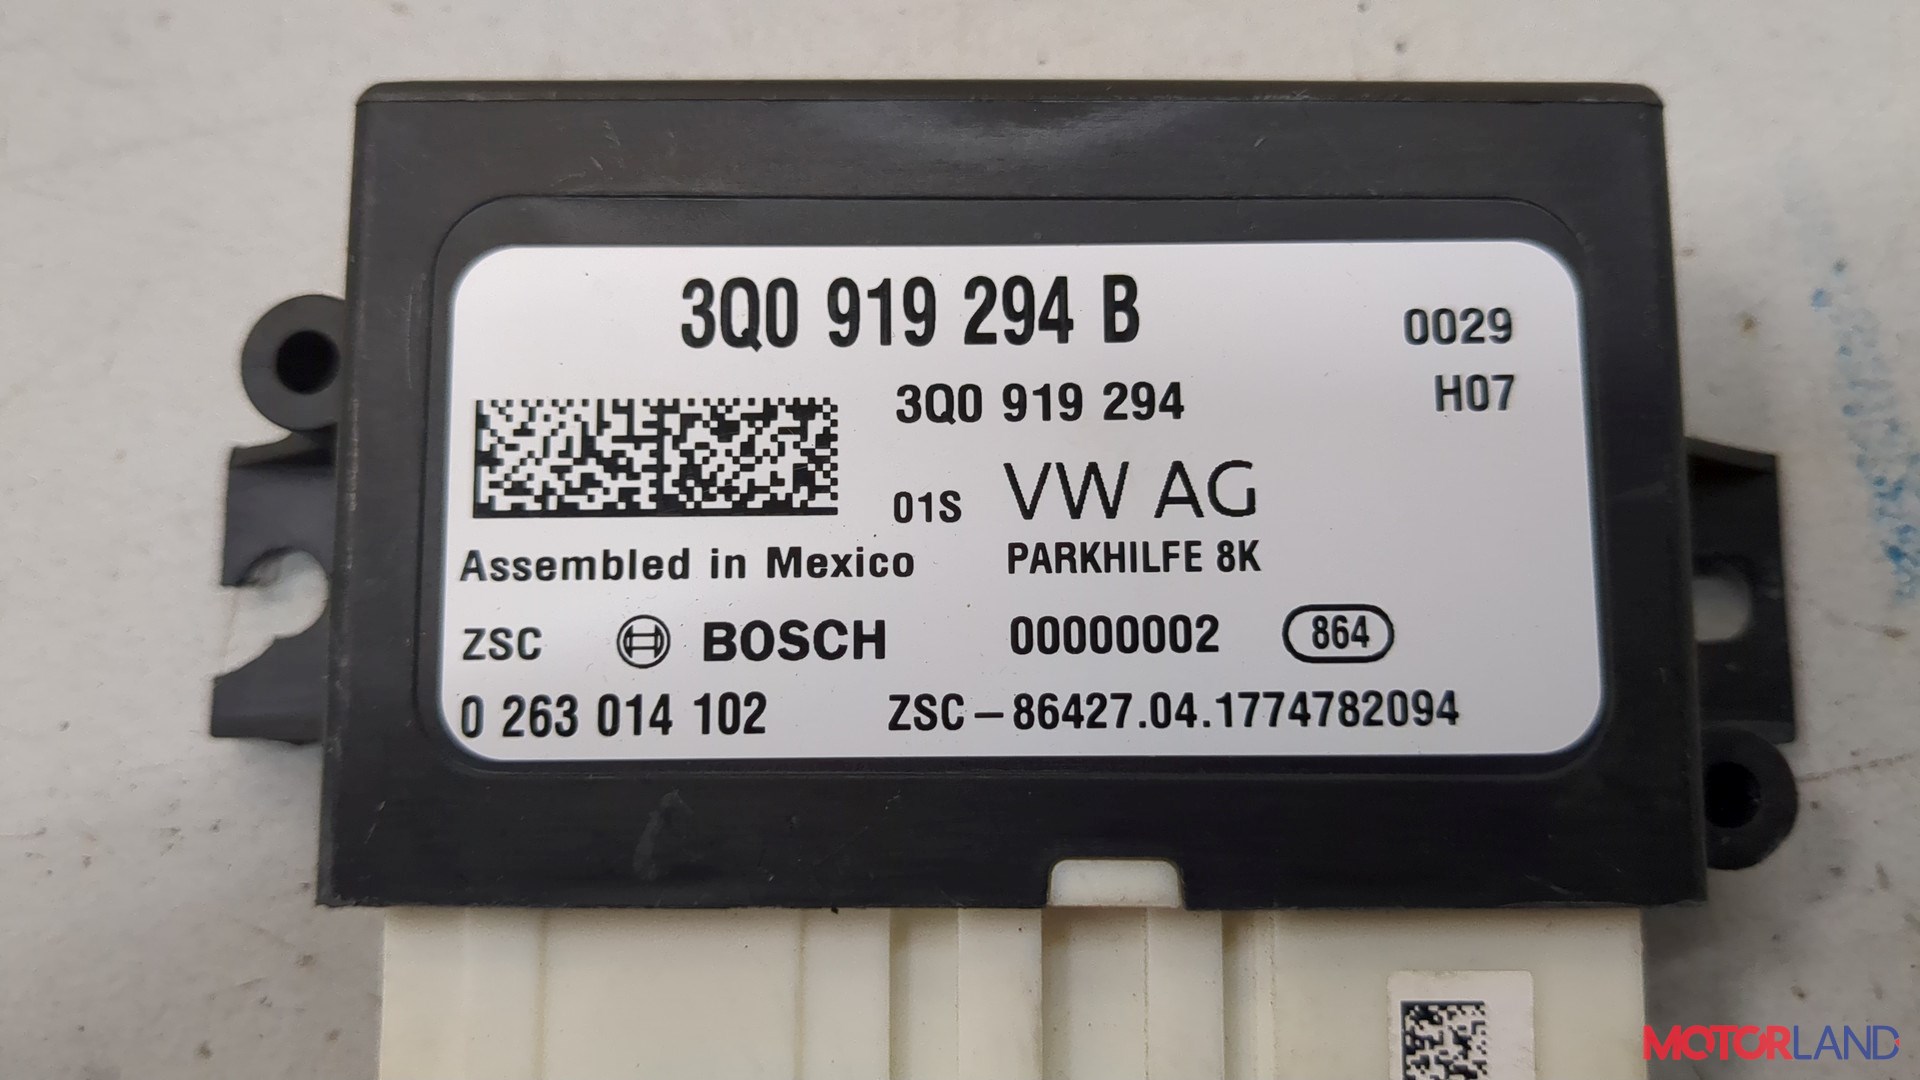 3Q0 919 294 B
0029
3Q0 919 294
H07
01S VW AG
Assembled in Mexico
PARKHILFE 8K
ZSC BOSCH 00000002 864
0 263 014 102 ZSC-86427.04.1774782094
MOTORLAND